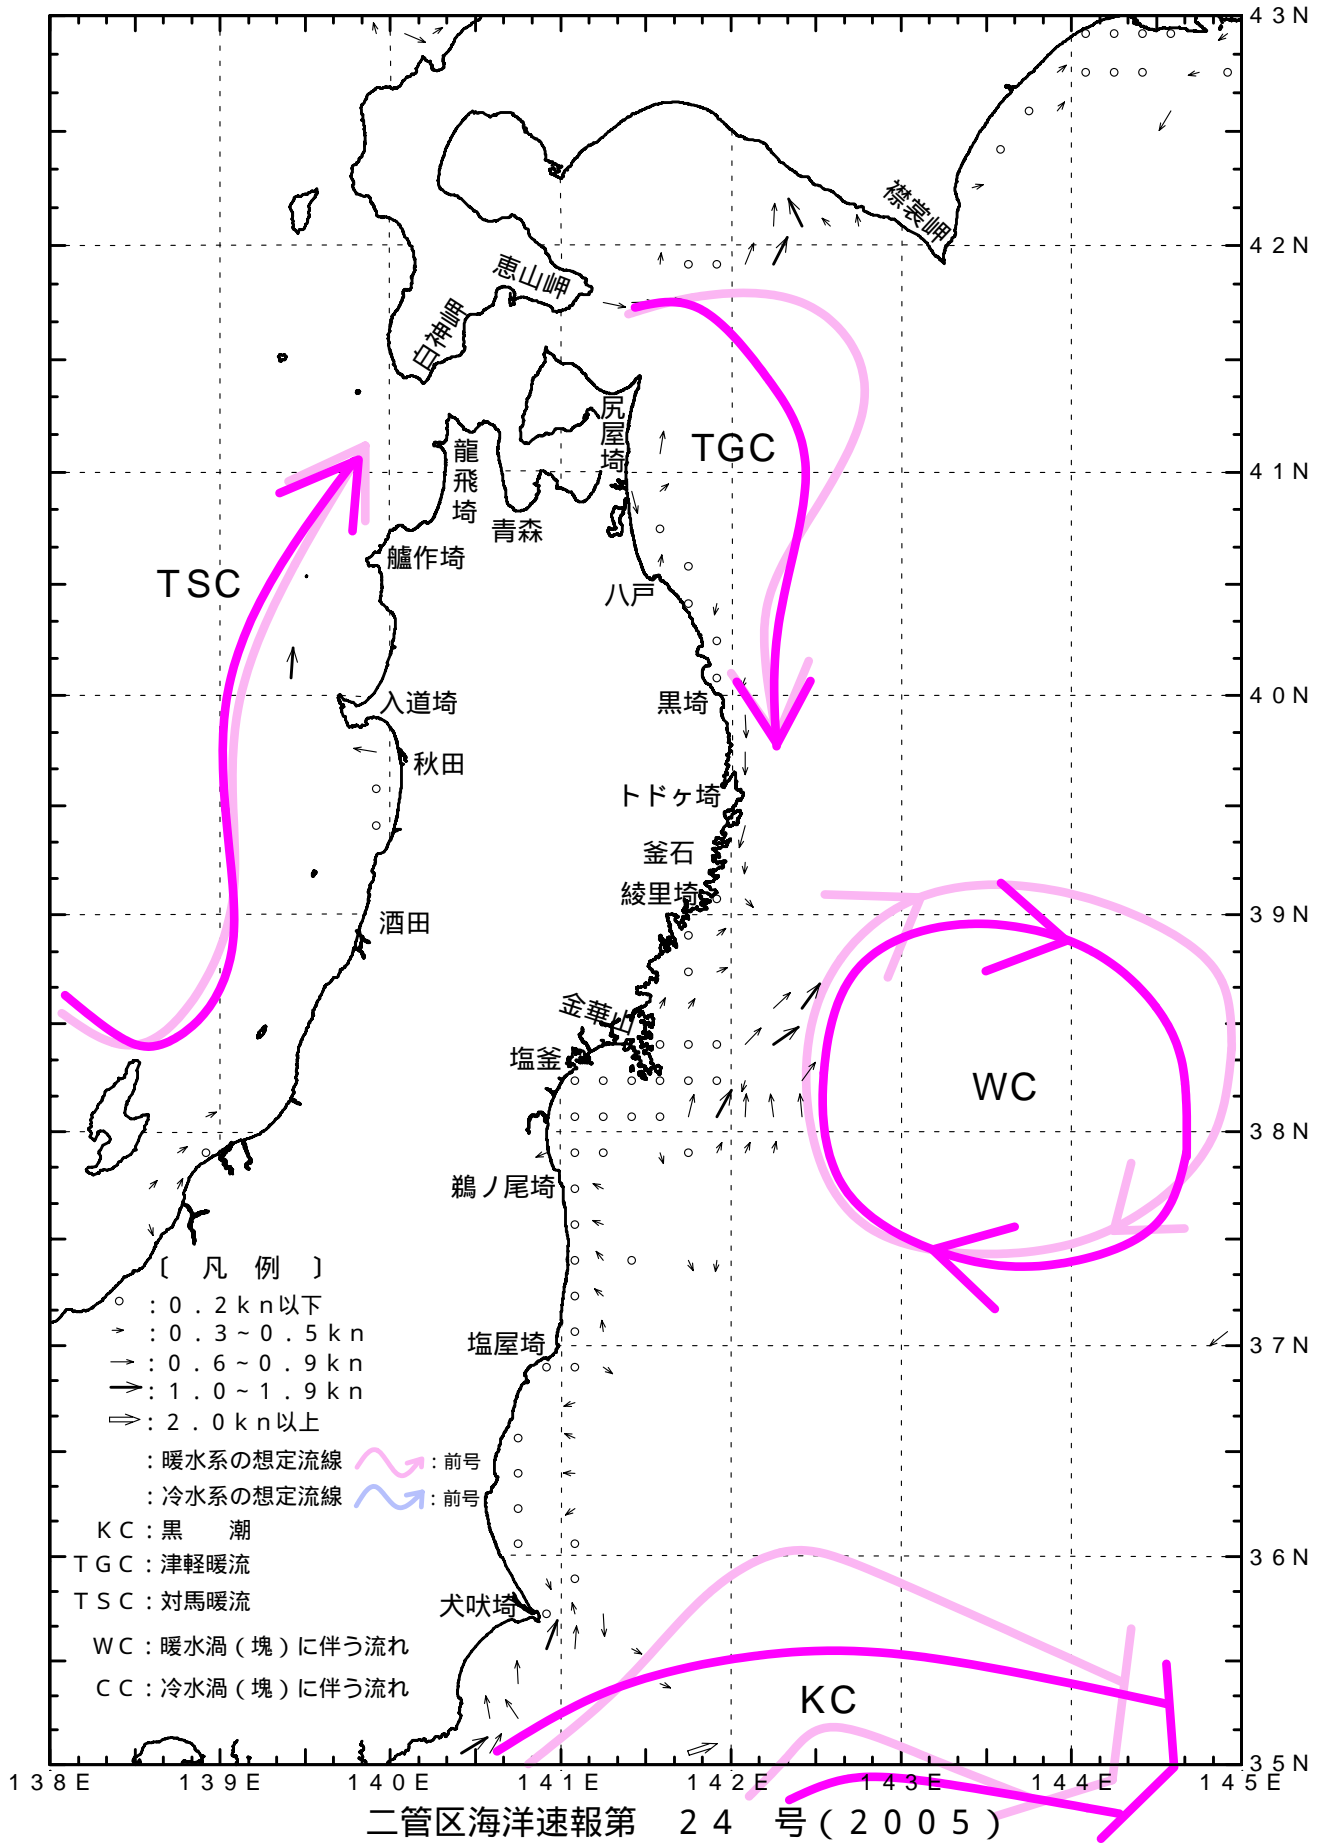 43N
42N
41N
40N
39N
38N
37N
36N
35N
襟裳岬
恵山岬
白神岬
尻屋埼
TGC
龍飛埼
青森
艫作埼
TSC
八戸
入道埼
黒埼
秋田
トドヶ埼
釜石
綾里埼
酒田
金華山
塩釜
WC
鵜ノ尾埼
〔 凡 例 〕
:0.2kn以下
:0.3~0.5kn
:0.6~0.9kn
:1.0~1.9kn
:2.0kn以上
:暖水系の想定流線 :前号
:冷水系の想定流線 :前号
KC:黒 潮
TGC:津軽暖流
TSC:対馬暖流
WC:暖水渦(塊)に伴う流れ
CC:冷水渦(塊)に伴う流れ
塩屋埼
犬吠埼
KC
138E 139E 140E 141E 142E 143E 144E 145E
二管区海洋速報第 24 号(2005)